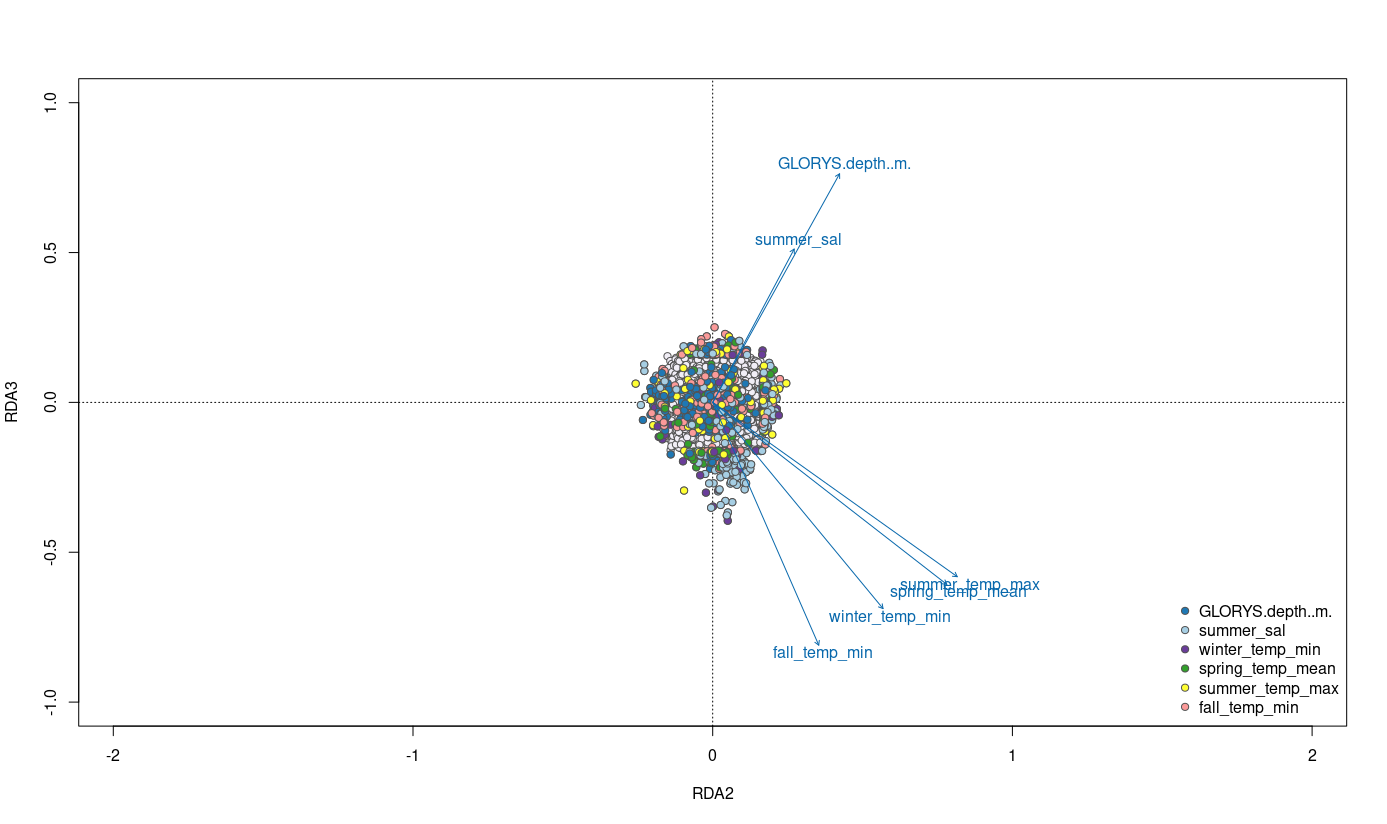 1.0
0.5
0.0
-0.5
-1.0
RDA3
GLORYS.depth..m.
summer_sal
summer_temp_max
spring_temp_mean
winter_temp_min
fall_temp_min
GLORYS.depth..m.
summer_sal
winter_temp_min
spring_temp_mean
summer_temp_max
fall_temp_min
-2
-1
0
1
2
RDA2